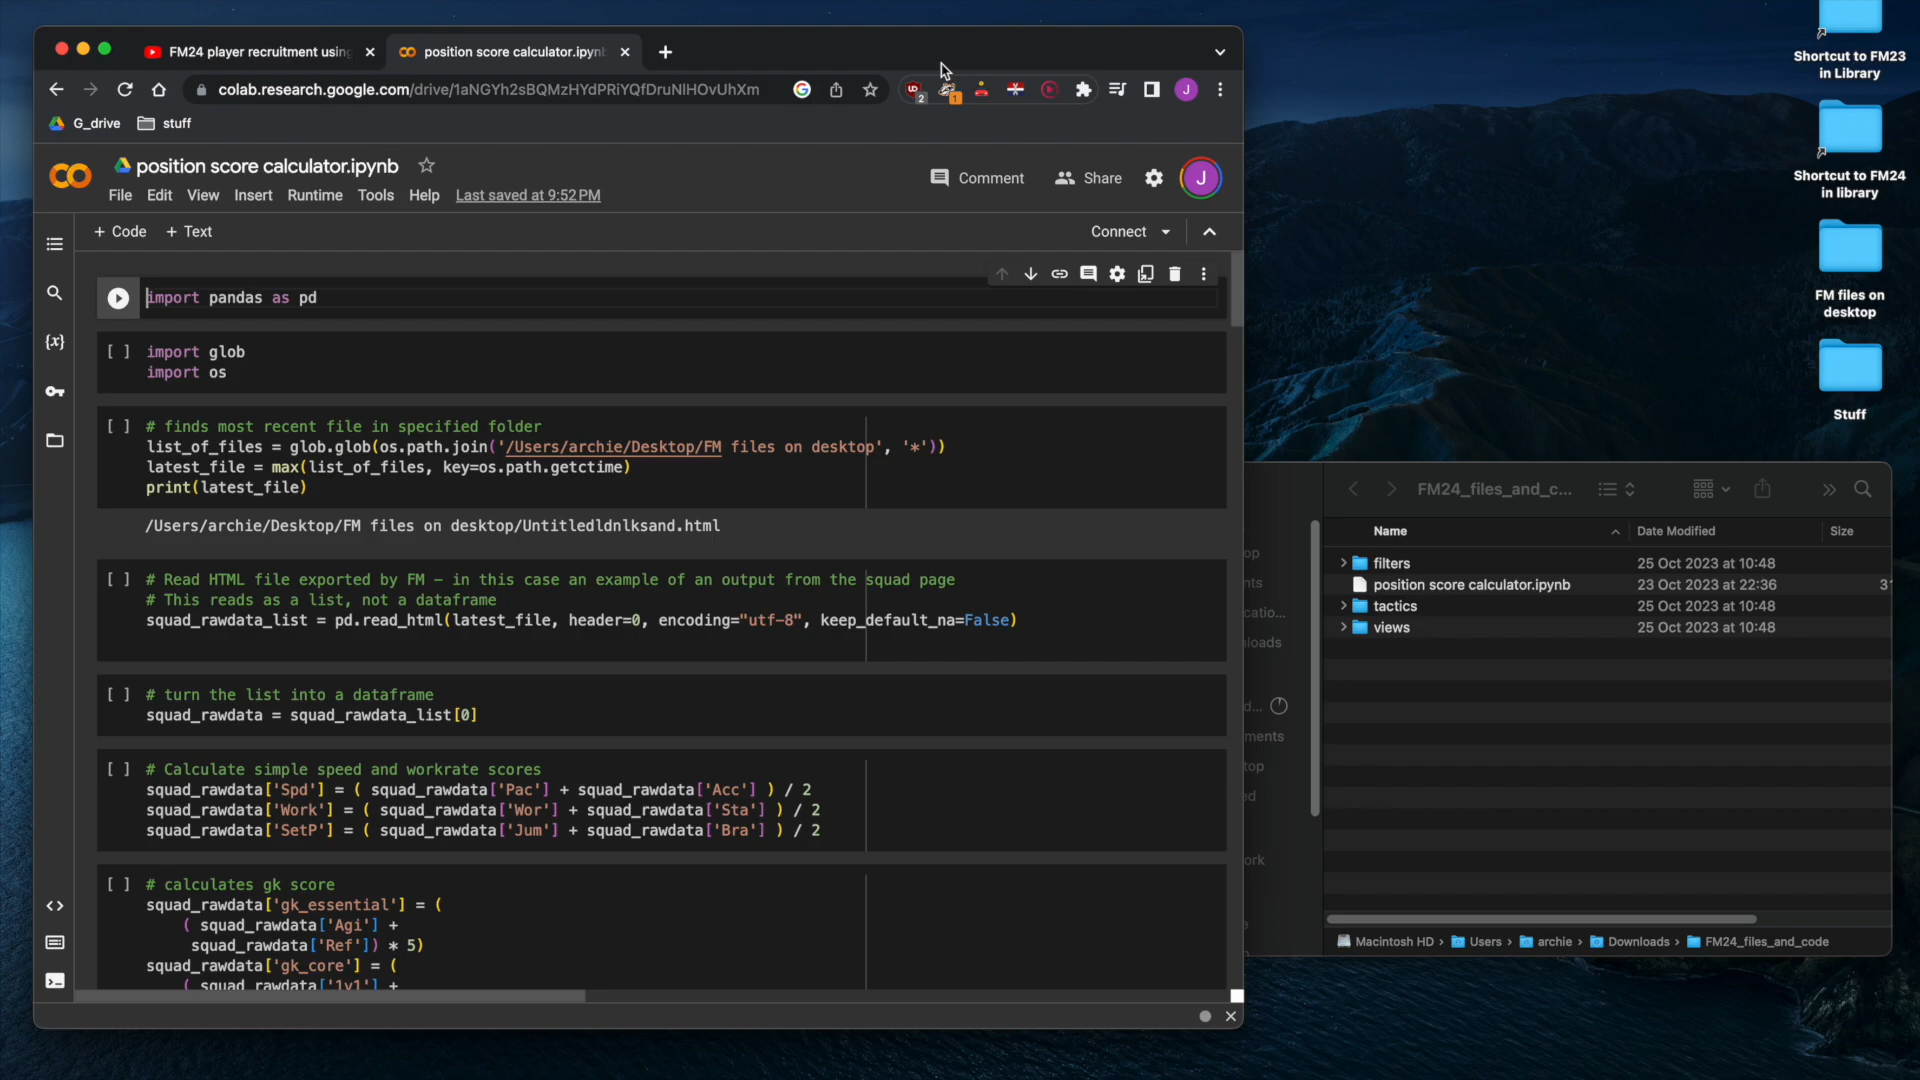 FM24 player recruitment using
position score calculator.ipynb
colab.research.google.com/drive/1aNGYh2sBQMzHYdPRiYQfDruNlHOvUhXm
2
1
J
G_drive
stuff
position score calculator.ipynb
Comment
Share
J
File Edit View Insert Runtime Tools Help Last saved at 9:52 PM
+ Code + Text
Connect
import pandas as pd
[ ] import glob
import os
[ ] # finds most recent file in specified folder
list_of_files = glob.glob(os.path.join('/Users/archie/Desktop/FM files on desktop', '*'))
latest_file = max(list_of_files, key=os.path.getctime)
print(latest_file)
/Users/archie/Desktop/FM files on desktop/Untitledldnlksand.html
[ ] # Read HTML file exported by FM – in this case an example of an output from the squad page
# This reads as a list, not a dataframe
squad_rawdata_list = pd.read_html(latest_file, header=0, encoding="utf-8", keep_default_na=False)
[ ] # turn the list into a dataframe
squad_rawdata = squad_rawdata_list[0]
[ ] # Calculate simple speed and workrate scores
squad_rawdata['Spd'] = ( squad_rawdata['Pac'] + squad_rawdata['Acc'] ) / 2
squad_rawdata['Work'] = ( squad_rawdata['Wor'] + squad_rawdata['Sta'] ) / 2
squad_rawdata['SetP'] = ( squad_rawdata['Jum'] + squad_rawdata['Bra'] ) / 2
[ ] # calculates gk score
squad_rawdata['gk_essential'] = (
( squad_rawdata['Agi'] +
squad_rawdata['Ref']) * 5)
squad_rawdata['gk_core'] = (
( squad_rawdata['1v1'] +
Shortcut to FM23
in Library
Shortcut to FM24
in library
FM files on
desktop
Stuff
FM24_files_and_c...
Name
Date Modified
Size
filters
25 Oct 2023 at 10:48
position score calculator.ipynb
23 Oct 2023 at 22:36
31
tactics
25 Oct 2023 at 10:48
views
25 Oct 2023 at 10:48
Macintosh HD › Users › archie › Downloads › FM24_files_and_code